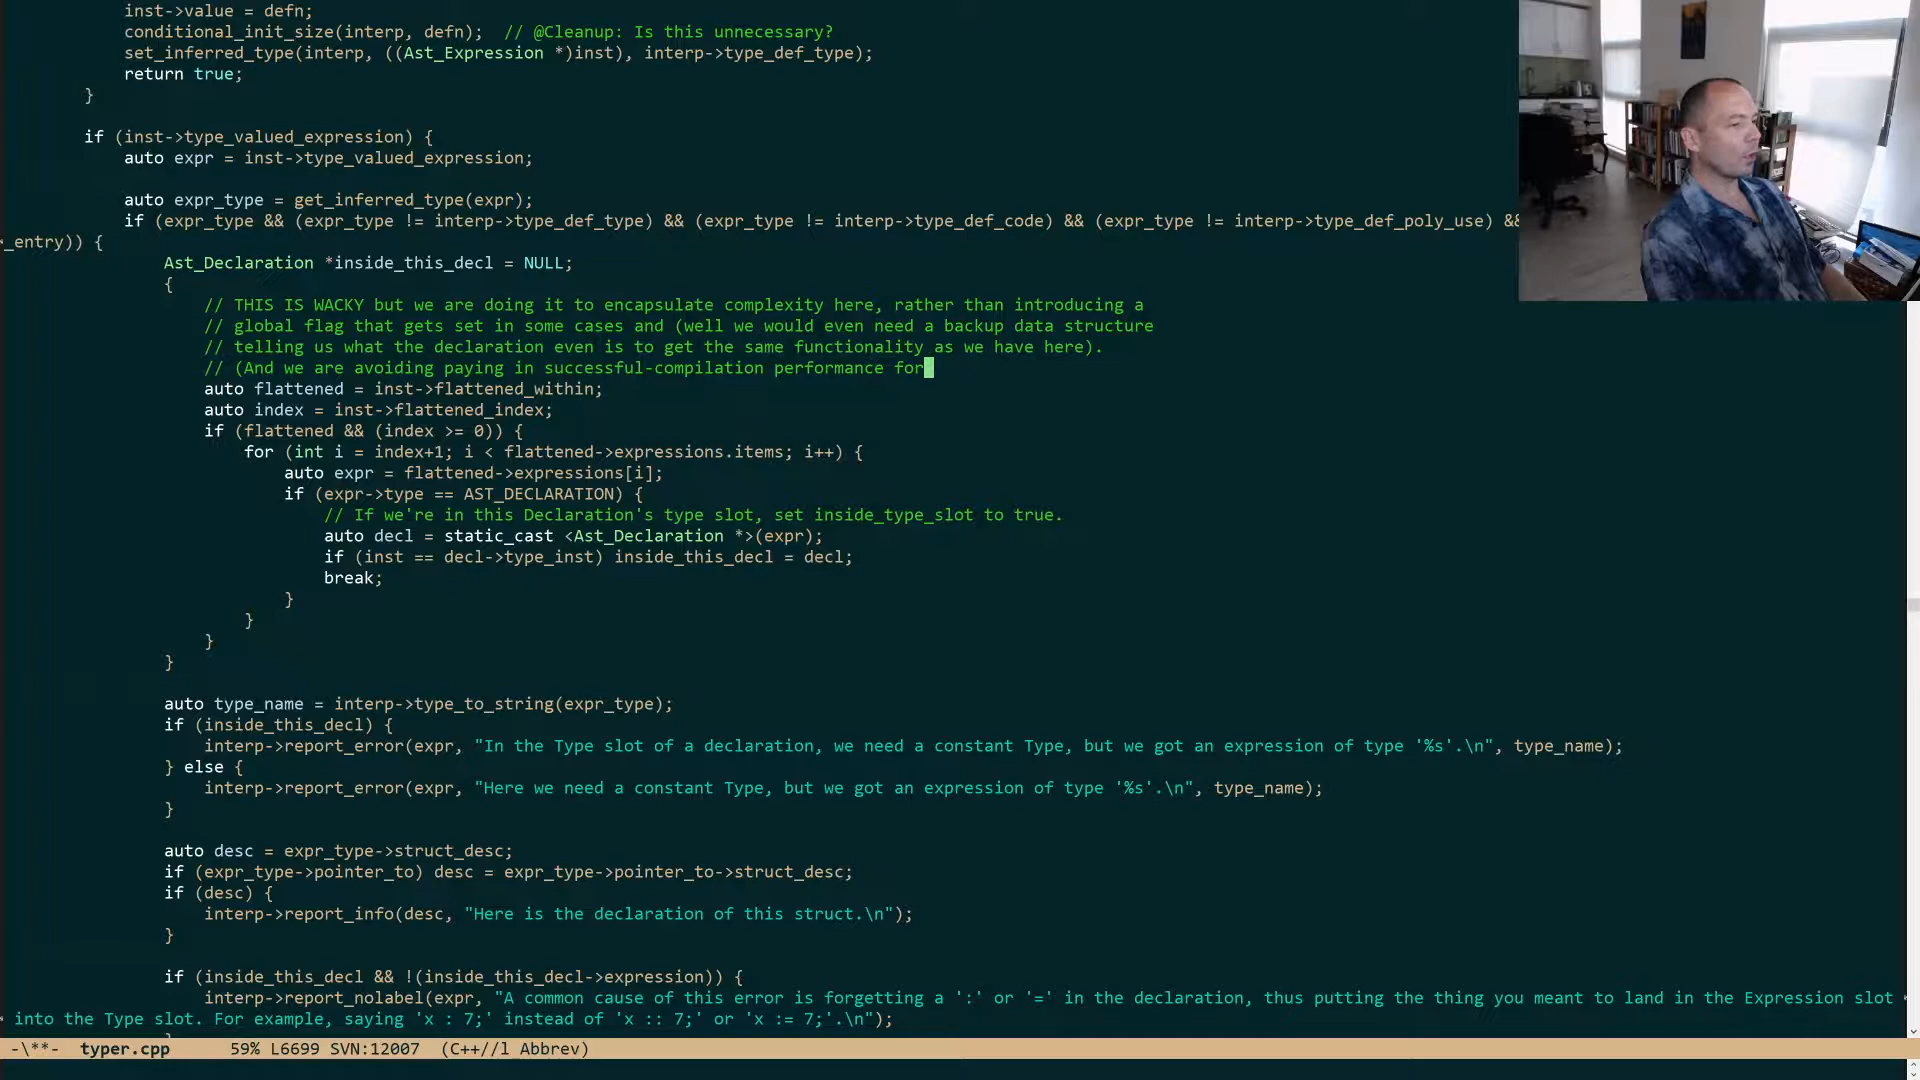 inst->value = defn;
conditional_init_size(interp, defn);  // @Cleanup: Is this unnecessary?
set_inferred_type(interp, ((Ast_Expression *)inst), interp->type_def_type);
return true;
}
if (inst->type_valued_expression) {
auto expr = inst->type_valued_expression;
auto expr_type = get_inferred_type(expr);
if (expr_type && (expr_type != interp->type_def_type) && (expr_type != interp->type_def_code) && (expr_type != interp->type_def_poly_use) &&
_entry)) {
Ast_Declaration *inside_this_decl = NULL;
{
// THIS IS WACKY but we are doing it to encapsulate complexity here, rather than introducing a
// global flag that gets set in some cases and (well we would even need a backup data structure
// telling us what the declaration even is to get the same functionality as we have here).
// (And we are avoiding paying in successful-compilation performance for
auto flattened = inst->flattened_within;
auto index = inst->flattened_index;
if (flattened && (index >= 0)) {
for (int i = index+1; i < flattened->expressions.items; i++) {
auto expr = flattened->expressions[i];
if (expr->type == AST_DECLARATION) {
// If we're in this Declaration's type slot, set inside_type_slot to true.
auto decl = static_cast <Ast_Declaration *>(expr);
if (inst == decl->type_inst) inside_this_decl = decl;
break;
}
}
}
}
auto type_name = interp->type_to_string(expr_type);
if (inside_this_decl) {
interp->report_error(expr, "In the Type slot of a declaration, we need a constant Type, but we got an expression of type '%s'.\n", type_name);
} else {
interp->report_error(expr, "Here we need a constant Type, but we got an expression of type '%s'.\n", type_name);
}
auto desc = expr_type->struct_desc;
if (expr_type->pointer_to) desc = expr_type->pointer_to->struct_desc;
if (desc) {
interp->report_info(desc, "Here is the declaration of this struct.\n");
}
if (inside_this_decl && !(inside_this_decl->expression)) {
interp->report_nolabel(expr, "A common cause of this error is forgetting a ':' or '=' in the declaration, thus putting the thing you meant to land in the Expression slot
into the Type slot. For example, saying 'x : 7;' instead of 'x :: 7;' or 'x := 7;'.\n");
-\**-  typer.cpp      59% L6699 SVN:12007  (C++//l Abbrev)